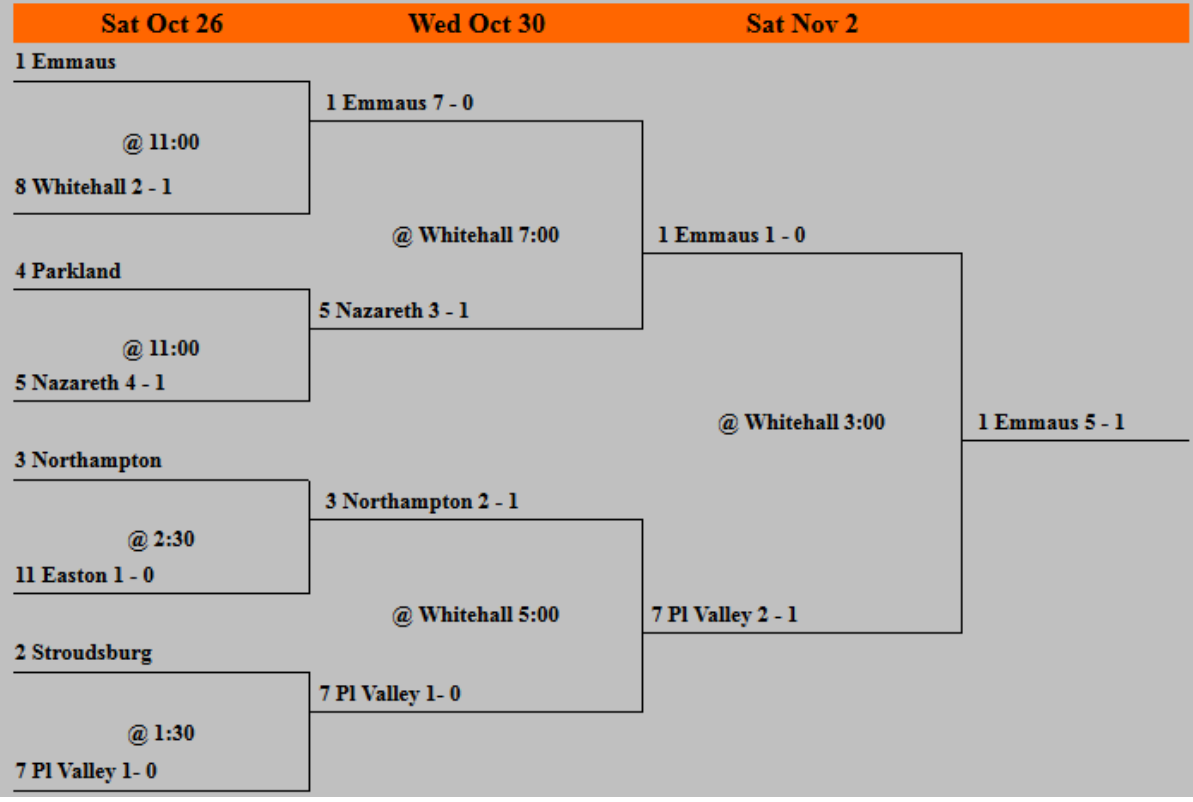 Sat Oct 26 Wed Oct 30 Sat Nov 2
1 Emmaus
1 Emmaus 7 - 0
@ 11:00
8 Whitehall 2 - 1
@ Whitehall 7:00
1 Emmaus 1 - 0
4 Parkland
5 Nazareth 3 - 1
@ 11:00
5 Nazareth 4 - 1
@ Whitehall 3:00
1 Emmaus 5 - 1
3 Northampton
3 Northampton 2 - 1
@ 2:30
11 Easton 1 - 0
@ Whitehall 5:00
7 Pl Valley 2 - 1
2 Stroudsburg
7 Pl Valley 1- 0
@ 1:30
7 Pl Valley 1- 0